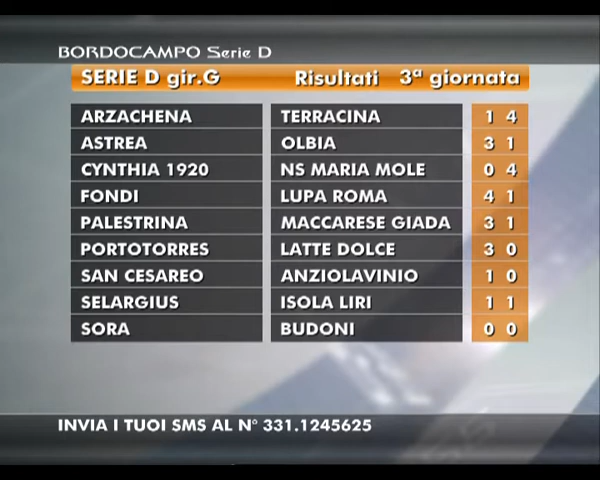 BORDOCAMPO Serie D
SERIE D gir.G Risultati 3ª giornata
ARZACHENA TERRACINA 1 4
ASTREA OLBIA 3 1
CYNTHIA 1920 NS MARIA MOLE 0 4
FONDI LUPA ROMA 4 1
PALESTRINA MACCARESE GIADA 3 1
PORTOTORRES LATTE DOLCE 3 0
SAN CESAREO ANZIOLAVINIO 1 0
SELARGIUS ISOLA LIRI 1 1
SORA BUDONI 0 0
INVIA I TUOI SMS AL N° 331.1245625